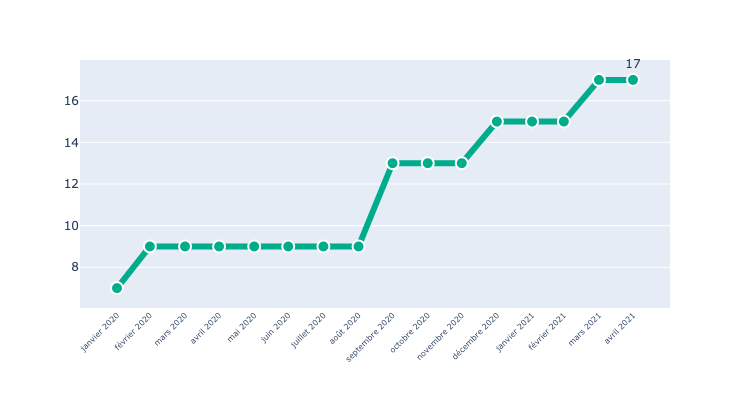 17
16
14
12
10
8
janvier 2020
février 2020
mars 2020
avril 2020
mai 2020
juin 2020
juillet 2020
août 2020
septembre 2020
octobre 2020
novembre 2020
décembre 2020
janvier 2021
février 2021
mars 2021
avril 2021